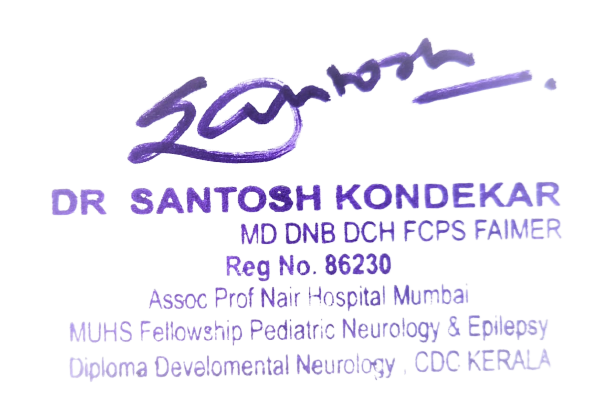 Santosh
DR SANTOSH KONDEKAR
MD DNB DCH FCPS FAIMER
Reg No. 86230
Assoc Prof Nair Hospital Mumbai
MUHS Fellowship Pediatric Neurology & Epilepsy
Diploma Develomental Neurology , CDC KERALA